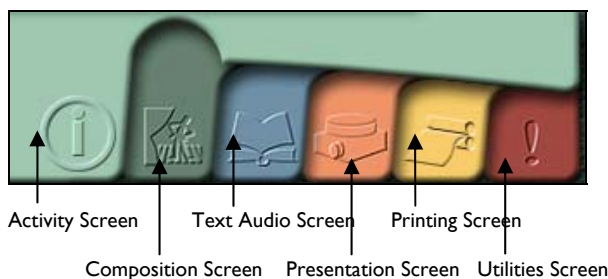 i
!
Activity Screen Text Audio Screen Printing Screen
Composition Screen Presentation Screen Utilities Screen